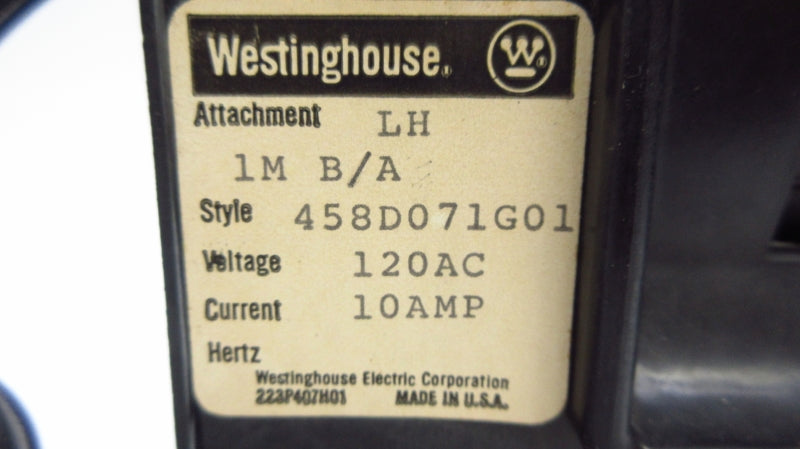 Westinghouse®
Attachment LH
1M B/A
Style 458D071G01
Voltage 120AC
Current 10AMP
Hertz
Westinghouse Electric Corporation
223P407H01 MADE IN U.S.A.